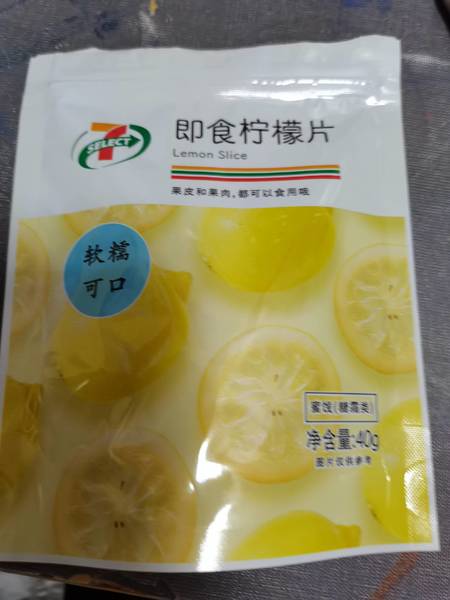 7
SELECT
即食柠檬片
Lemon Slice
果皮和果肉,都可以食用哦
软糯
可口
蜜饯(糖霜类)
净含量:40g
图片仅供参考